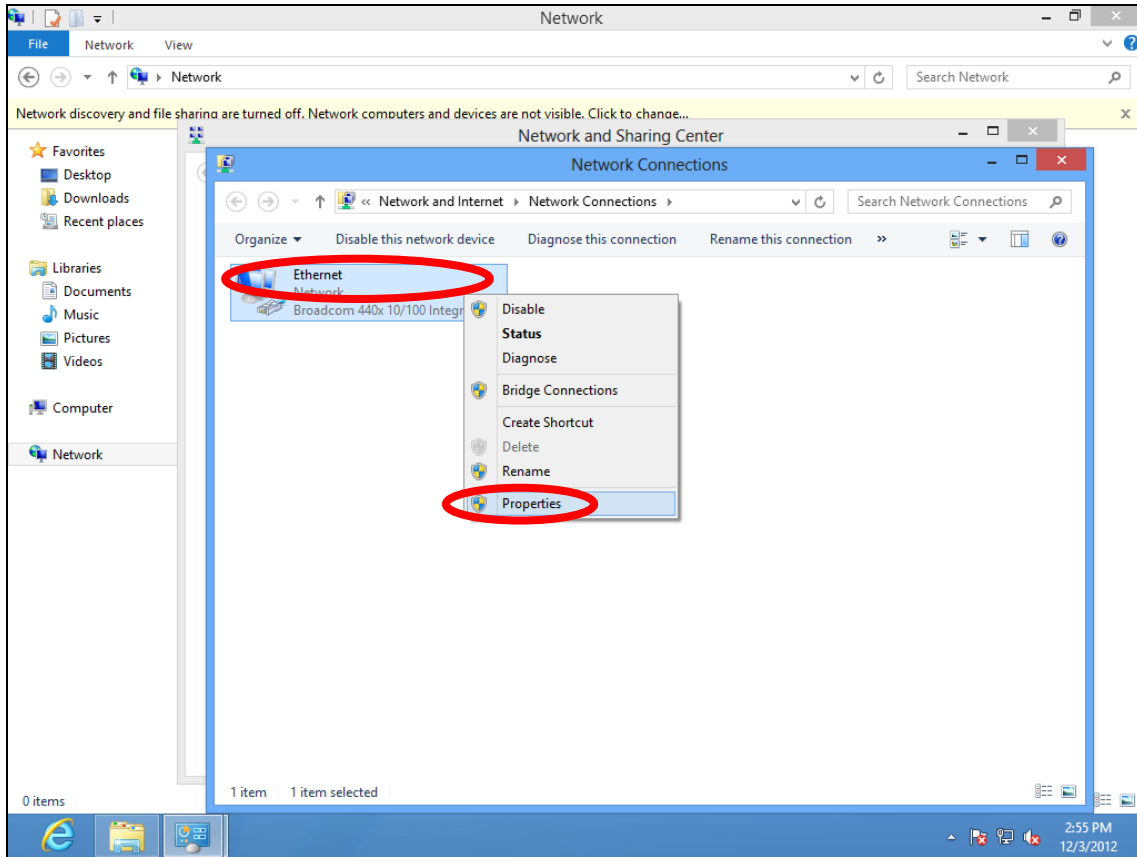 Network
File Network View
Network
Search Network
Network discovery and file sharing are turned off. Network computers and devices are not visible. Click to change...
Network and Sharing Center
Network Connections
« Network and Internet Network Connections
Search Network Connections
Organize Disable this network device Diagnose this connection Rename this connection »
Favorites
Desktop
Downloads
Recent places
Libraries
Documents
Music
Pictures
Videos
Computer
Network
Ethernet
Network
Broadcom 440x 10/100 Integr
Disable
Status
Diagnose
Bridge Connections
Create Shortcut
Delete
Rename
Properties
1 item 1 item selected
0 items
2:55 PM
12/3/2012